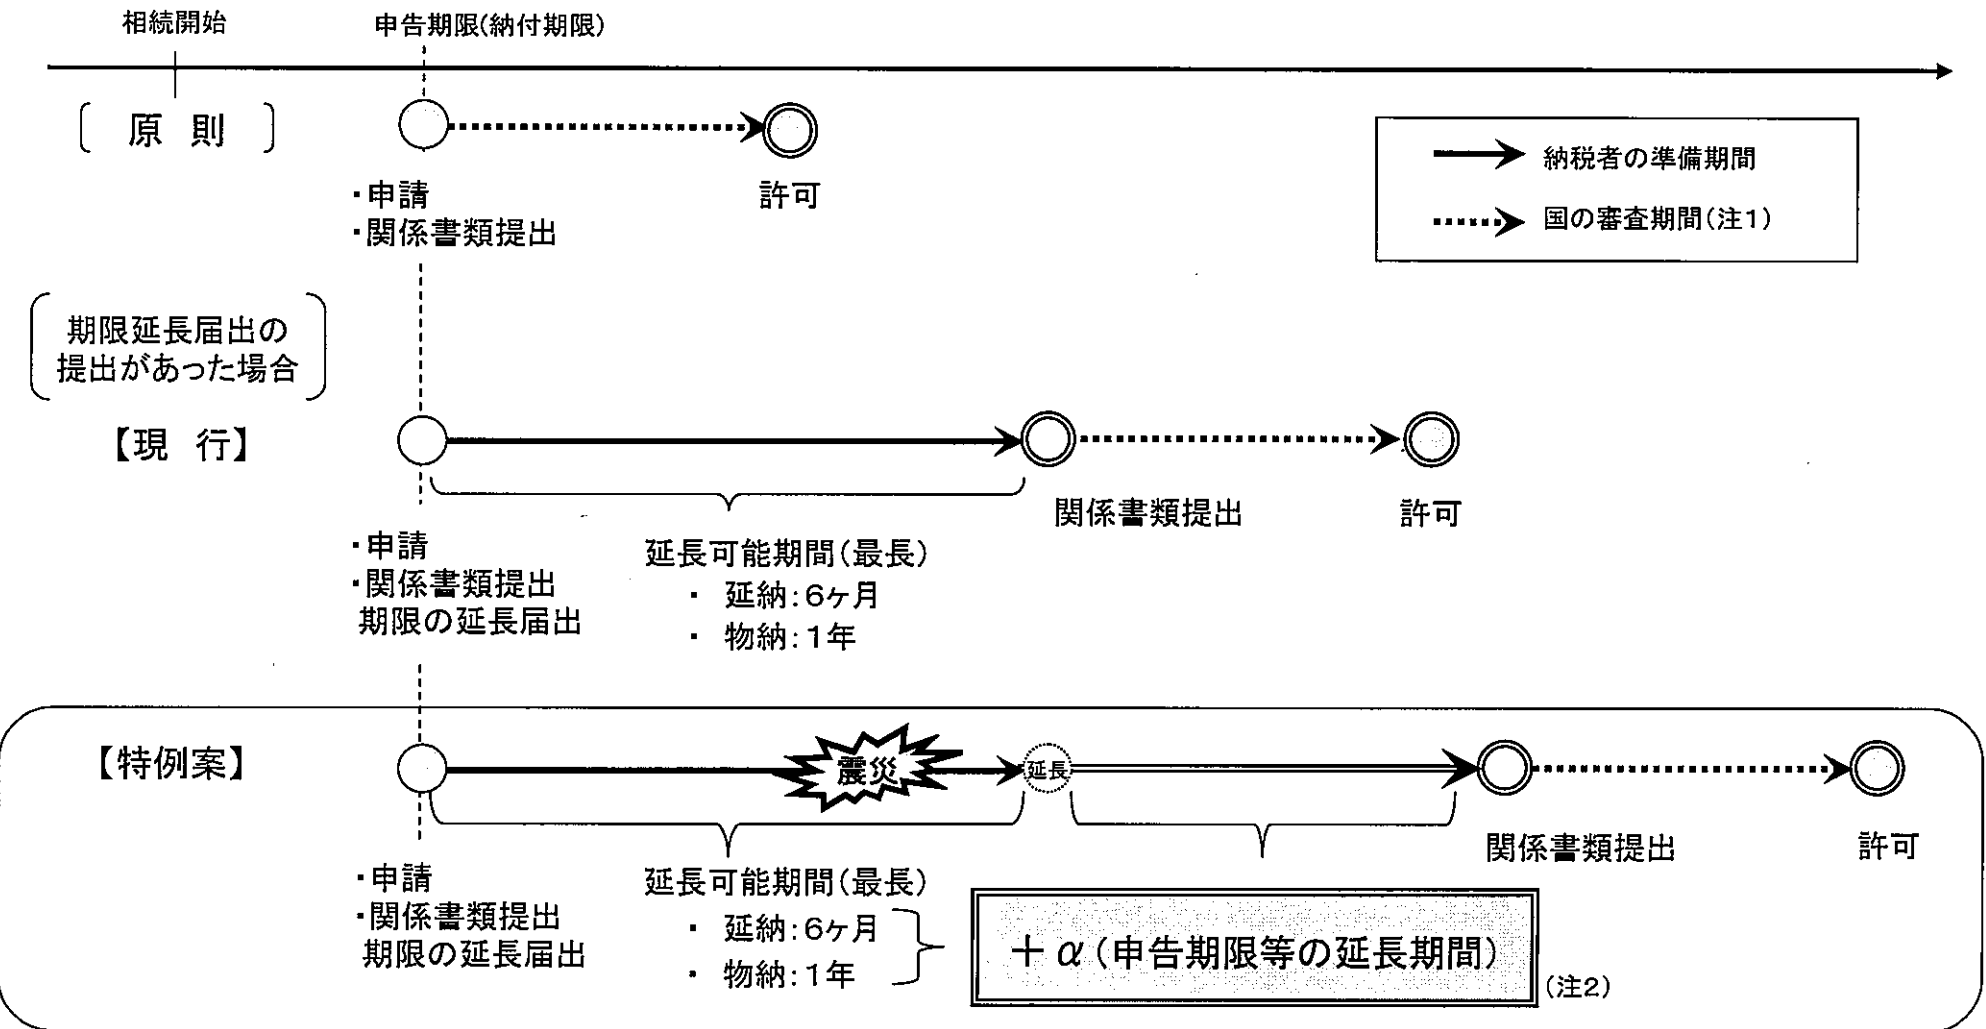 相続開始
申告期限(納付期限)
〔 原 則 〕
・申請
・関係書類提出
許可
納税者の準備期間
国の審査期間(注1)
期限延長届出の
提出があった場合
【現 行】
・申請
・関係書類提出
期限の延長届出
延長可能期間(最長)
・ 延納:6ヶ月
・ 物納:1年
関係書類提出
許可
【特例案】
震災
延長
・申請
・関係書類提出
期限の延長届出
延長可能期間(最長)
・ 延納:6ヶ月
・ 物納:1年
+α(申告期限等の延長期間)
(注2)
関係書類提出
許可